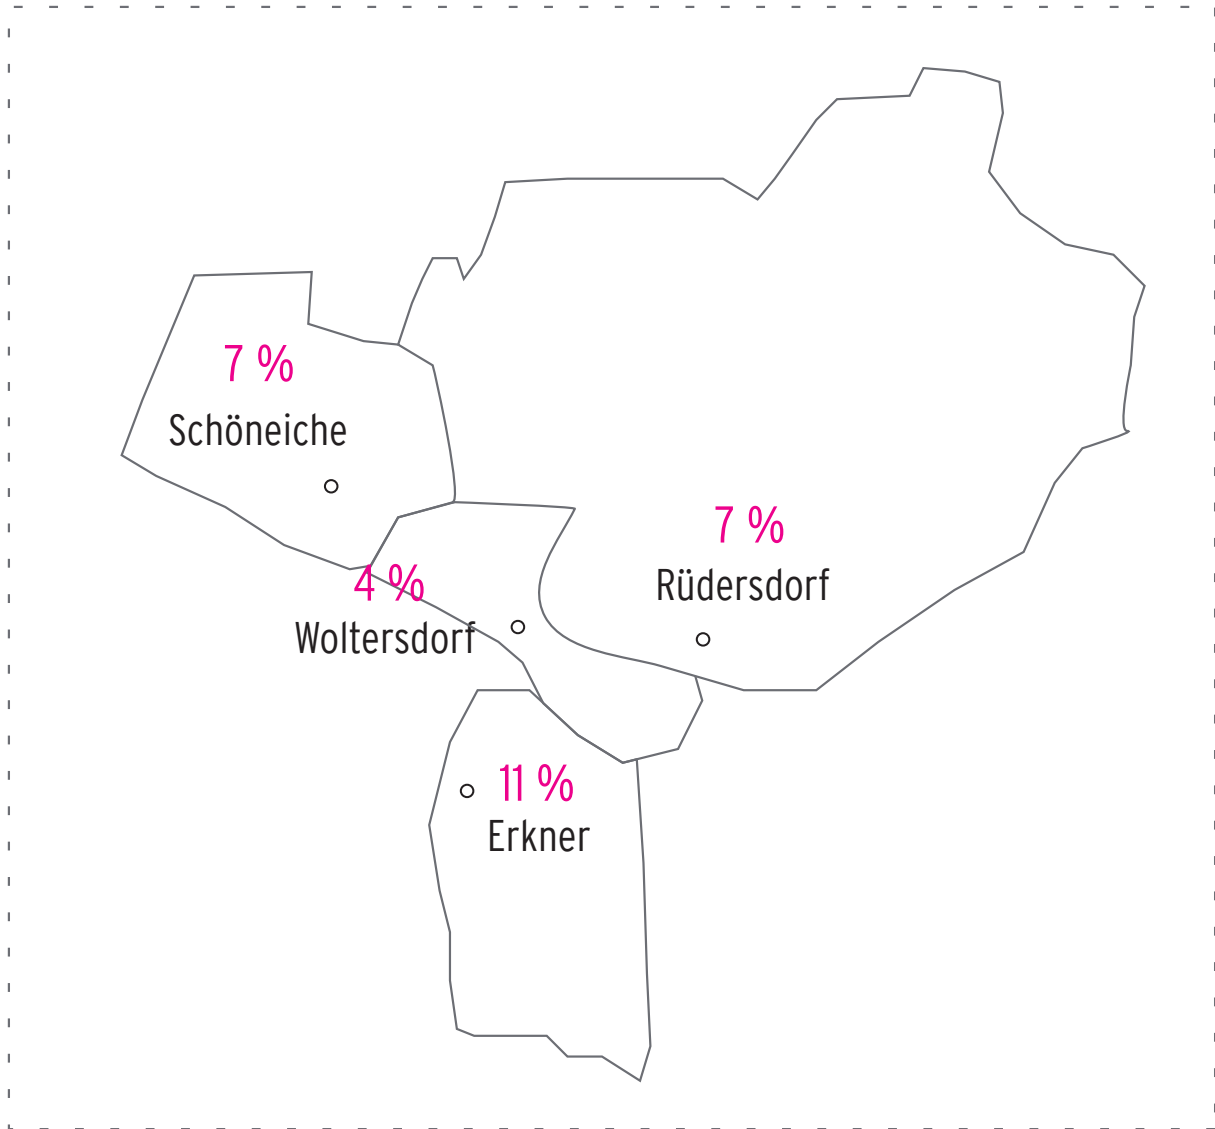 7 %
Schöneiche
7 %
Rüdersdorf
4 %
Woltersdorf
11 %
Erkner